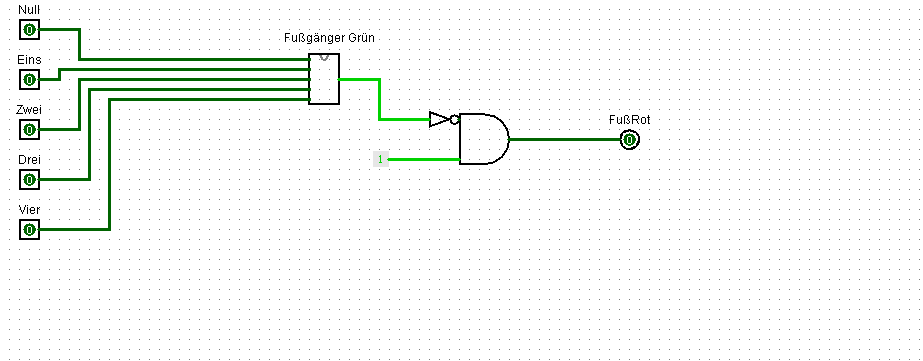 Null
0
Fußgänger Grün
Eins
0
Zwei
0
FußRot
0
1
Drei
0
Vier
0